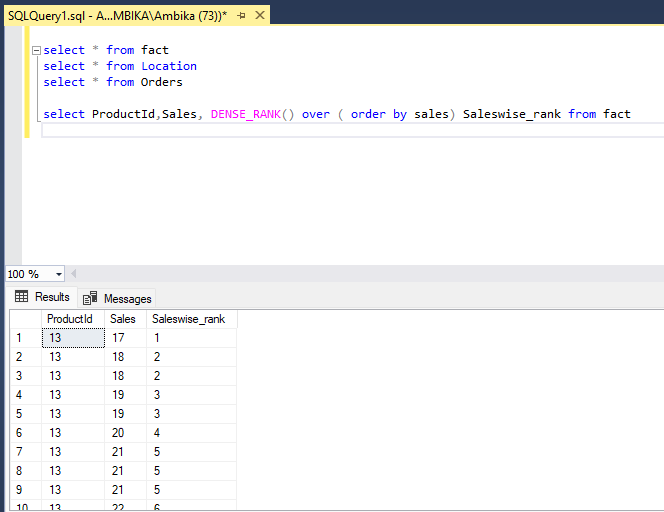 SQLQuery1.sql - A...MBIKA\Ambika (73))*
select * from fact
select * from Location
select * from Orders
select ProductId,Sales, DENSE_RANK() over ( order by sales) Saleswise_rank from fact
100 %
Results Messages
ProductId Sales Saleswise_rank
1 13 17 1
2 13 18 2
3 13 18 2
4 13 19 3
5 13 19 3
6 13 20 4
7 13 21 5
8 13 21 5
9 13 21 5
10 13 22 6